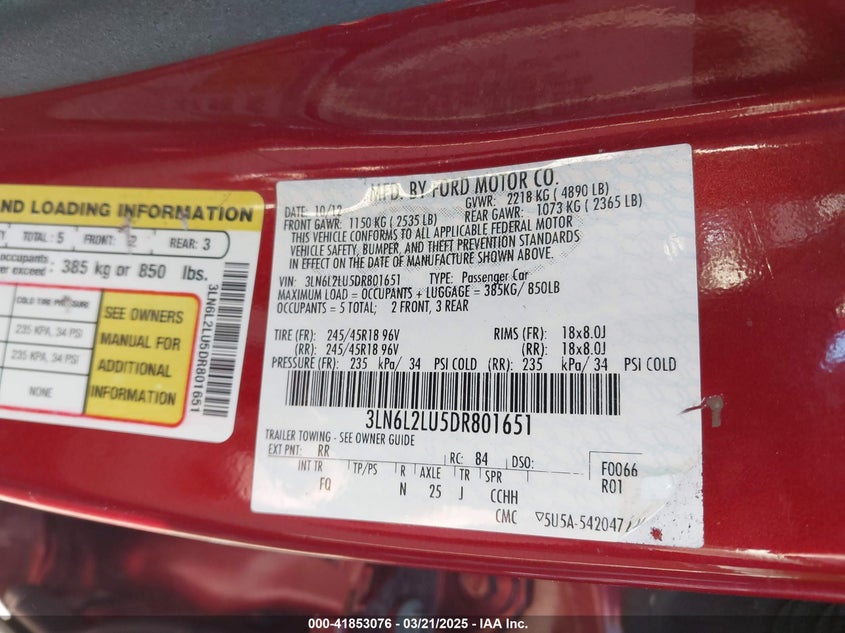 ND LOADING INFORMATION
TOTAL: 5 FRONT: 2 REAR: 3
occupants
exceed: 385 kg or 850 lbs.
COLD TIRE PRESSURE
235 KPA, 34 PSI
235 KPA, 34 PSI
NONE
SEE OWNERS
MANUAL FOR
ADDITIONAL
INFORMATION
3LN6L2LU5DR801651
MFD. BY FORD MOTOR CO.
DATE: 10/12 GVWR: 2218 KG ( 4890 LB)
FRONT GAWR: 1150 KG ( 2535 LB) REAR GAWR: 1073 KG ( 2365 LB)
THIS VEHICLE CONFORMS TO ALL APPLICABLE FEDERAL MOTOR
VEHICLE SAFETY, BUMPER, AND THEFT PREVENTION STANDARDS
IN EFFECT ON THE DATE OF MANUFACTURE SHOWN ABOVE.
VIN: 3LN6L2LU5DR801651 TYPE: Passenger Car
MAXIMUM LOAD = OCCUPANTS + LUGGAGE = 385KG/ 850LB
OCCUPANTS = 5 TOTAL; 2 FRONT, 3 REAR
TIRE (FR): 245/45R18 96V RIMS (FR): 18x8.0J
(RR): 245/45R18 96V (RR): 18x8.0J
PRESSURE (FR): 235 kPa/ 34 PSI COLD (RR): 235 kPa/ 34 PSI COLD
3LN6L2LU5DR801651
TRAILER TOWING - SEE OWNER GUIDE
EXT PNT: RR RC: 84 DSO: F0066
INT TR TP/PS R AXLE TR SPR R01
FQ N 25 J CCHH
CMC ▽5U5A-542047
000-41853076 — 03/21/2025 — IAA Inc.